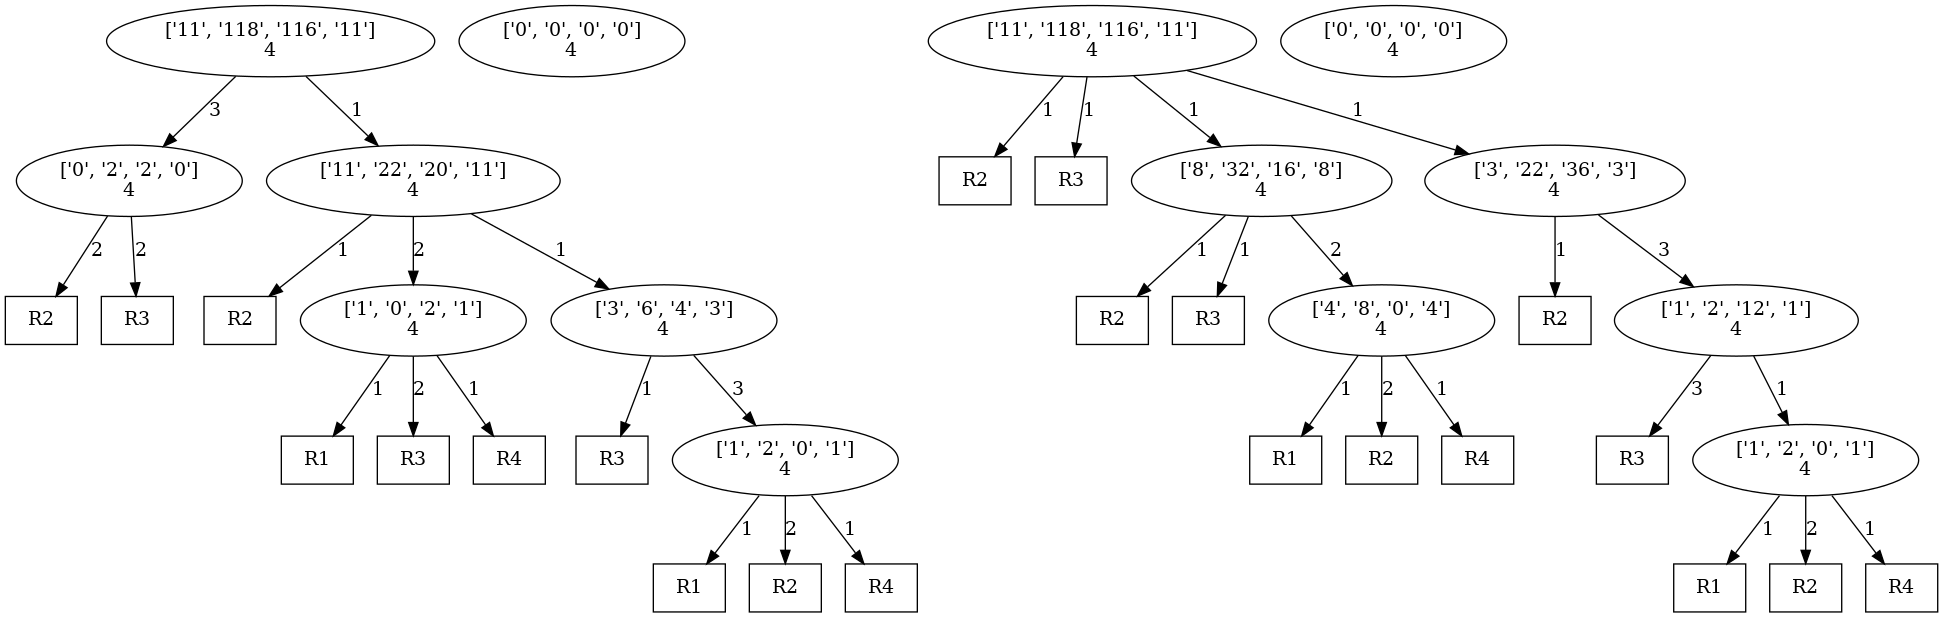 ['11', '118', '116', '11']
4
['0', '0', '0', '0']
4
['11', '118', '116', '11']
4
['0', '0', '0', '0']
4
3
1
1
1
1
1
['0', '2', '2', '0']
4
['11', '22', '20', '11']
4
R2
R3
['8', '32', '16', '8']
4
['3', '22', '36', '3']
4
2
2
1
2
1
1
1
2
1
3
R2
R3
R2
['1', '0', '2', '1']
4
['3', '6', '4', '3']
4
R2
R3
['4', '8', '0', '4']
4
R2
['1', '2', '12', '1']
4
1
2
1
1
3
1
2
1
3
1
R1
R3
R4
R3
['1', '2', '0', '1']
4
R1
R2
R4
R3
['1', '2', '0', '1']
4
1
2
1
1
2
1
R1
R2
R4
R1
R2
R4